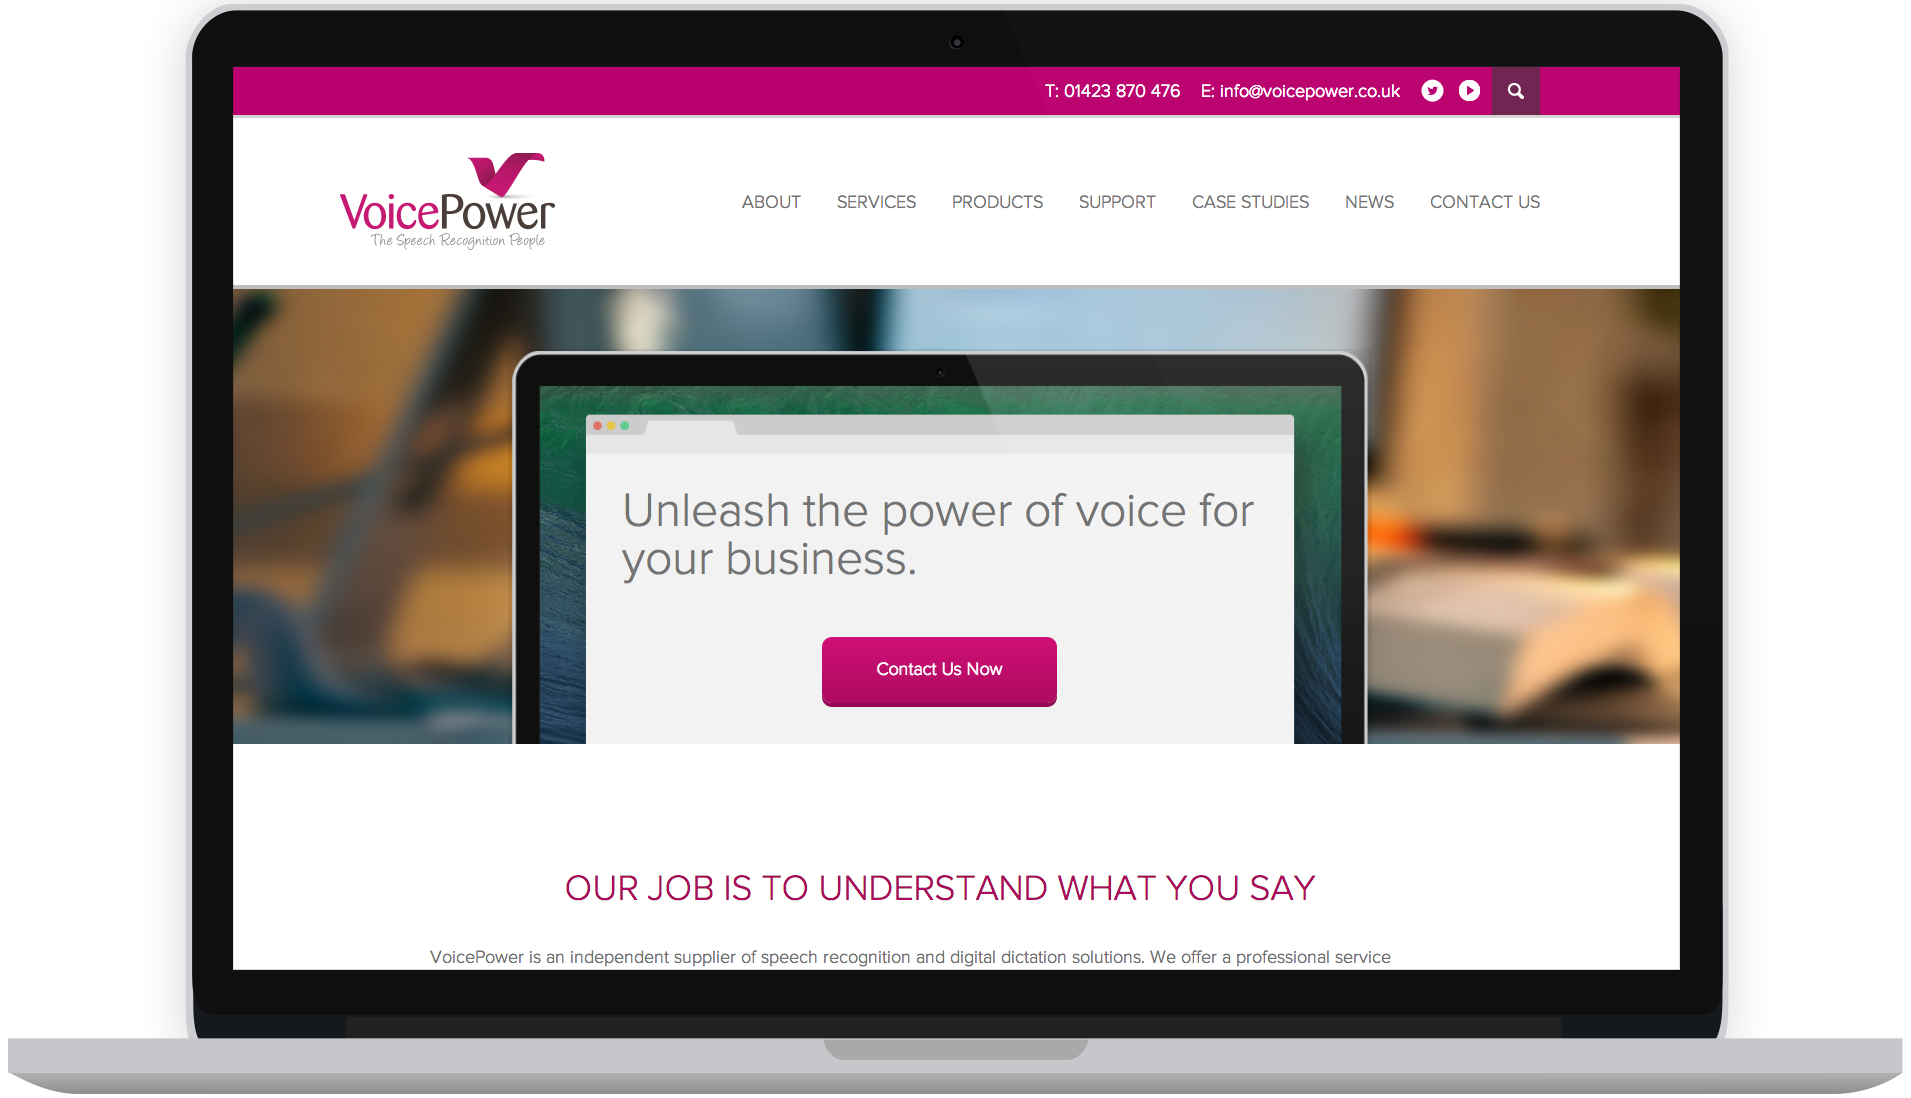 T: 01423 870 476 E: info@voicepower.co.uk
VoicePower
The Speech Recognition People
ABOUT SERVICES PRODUCTS SUPPORT CASE STUDIES NEWS CONTACT US
Unleash the power of voice for
your business.
Contact Us Now
OUR JOB IS TO UNDERSTAND WHAT YOU SAY
VoicePower is an independent supplier of speech recognition and digital dictation solutions. We offer a professional service